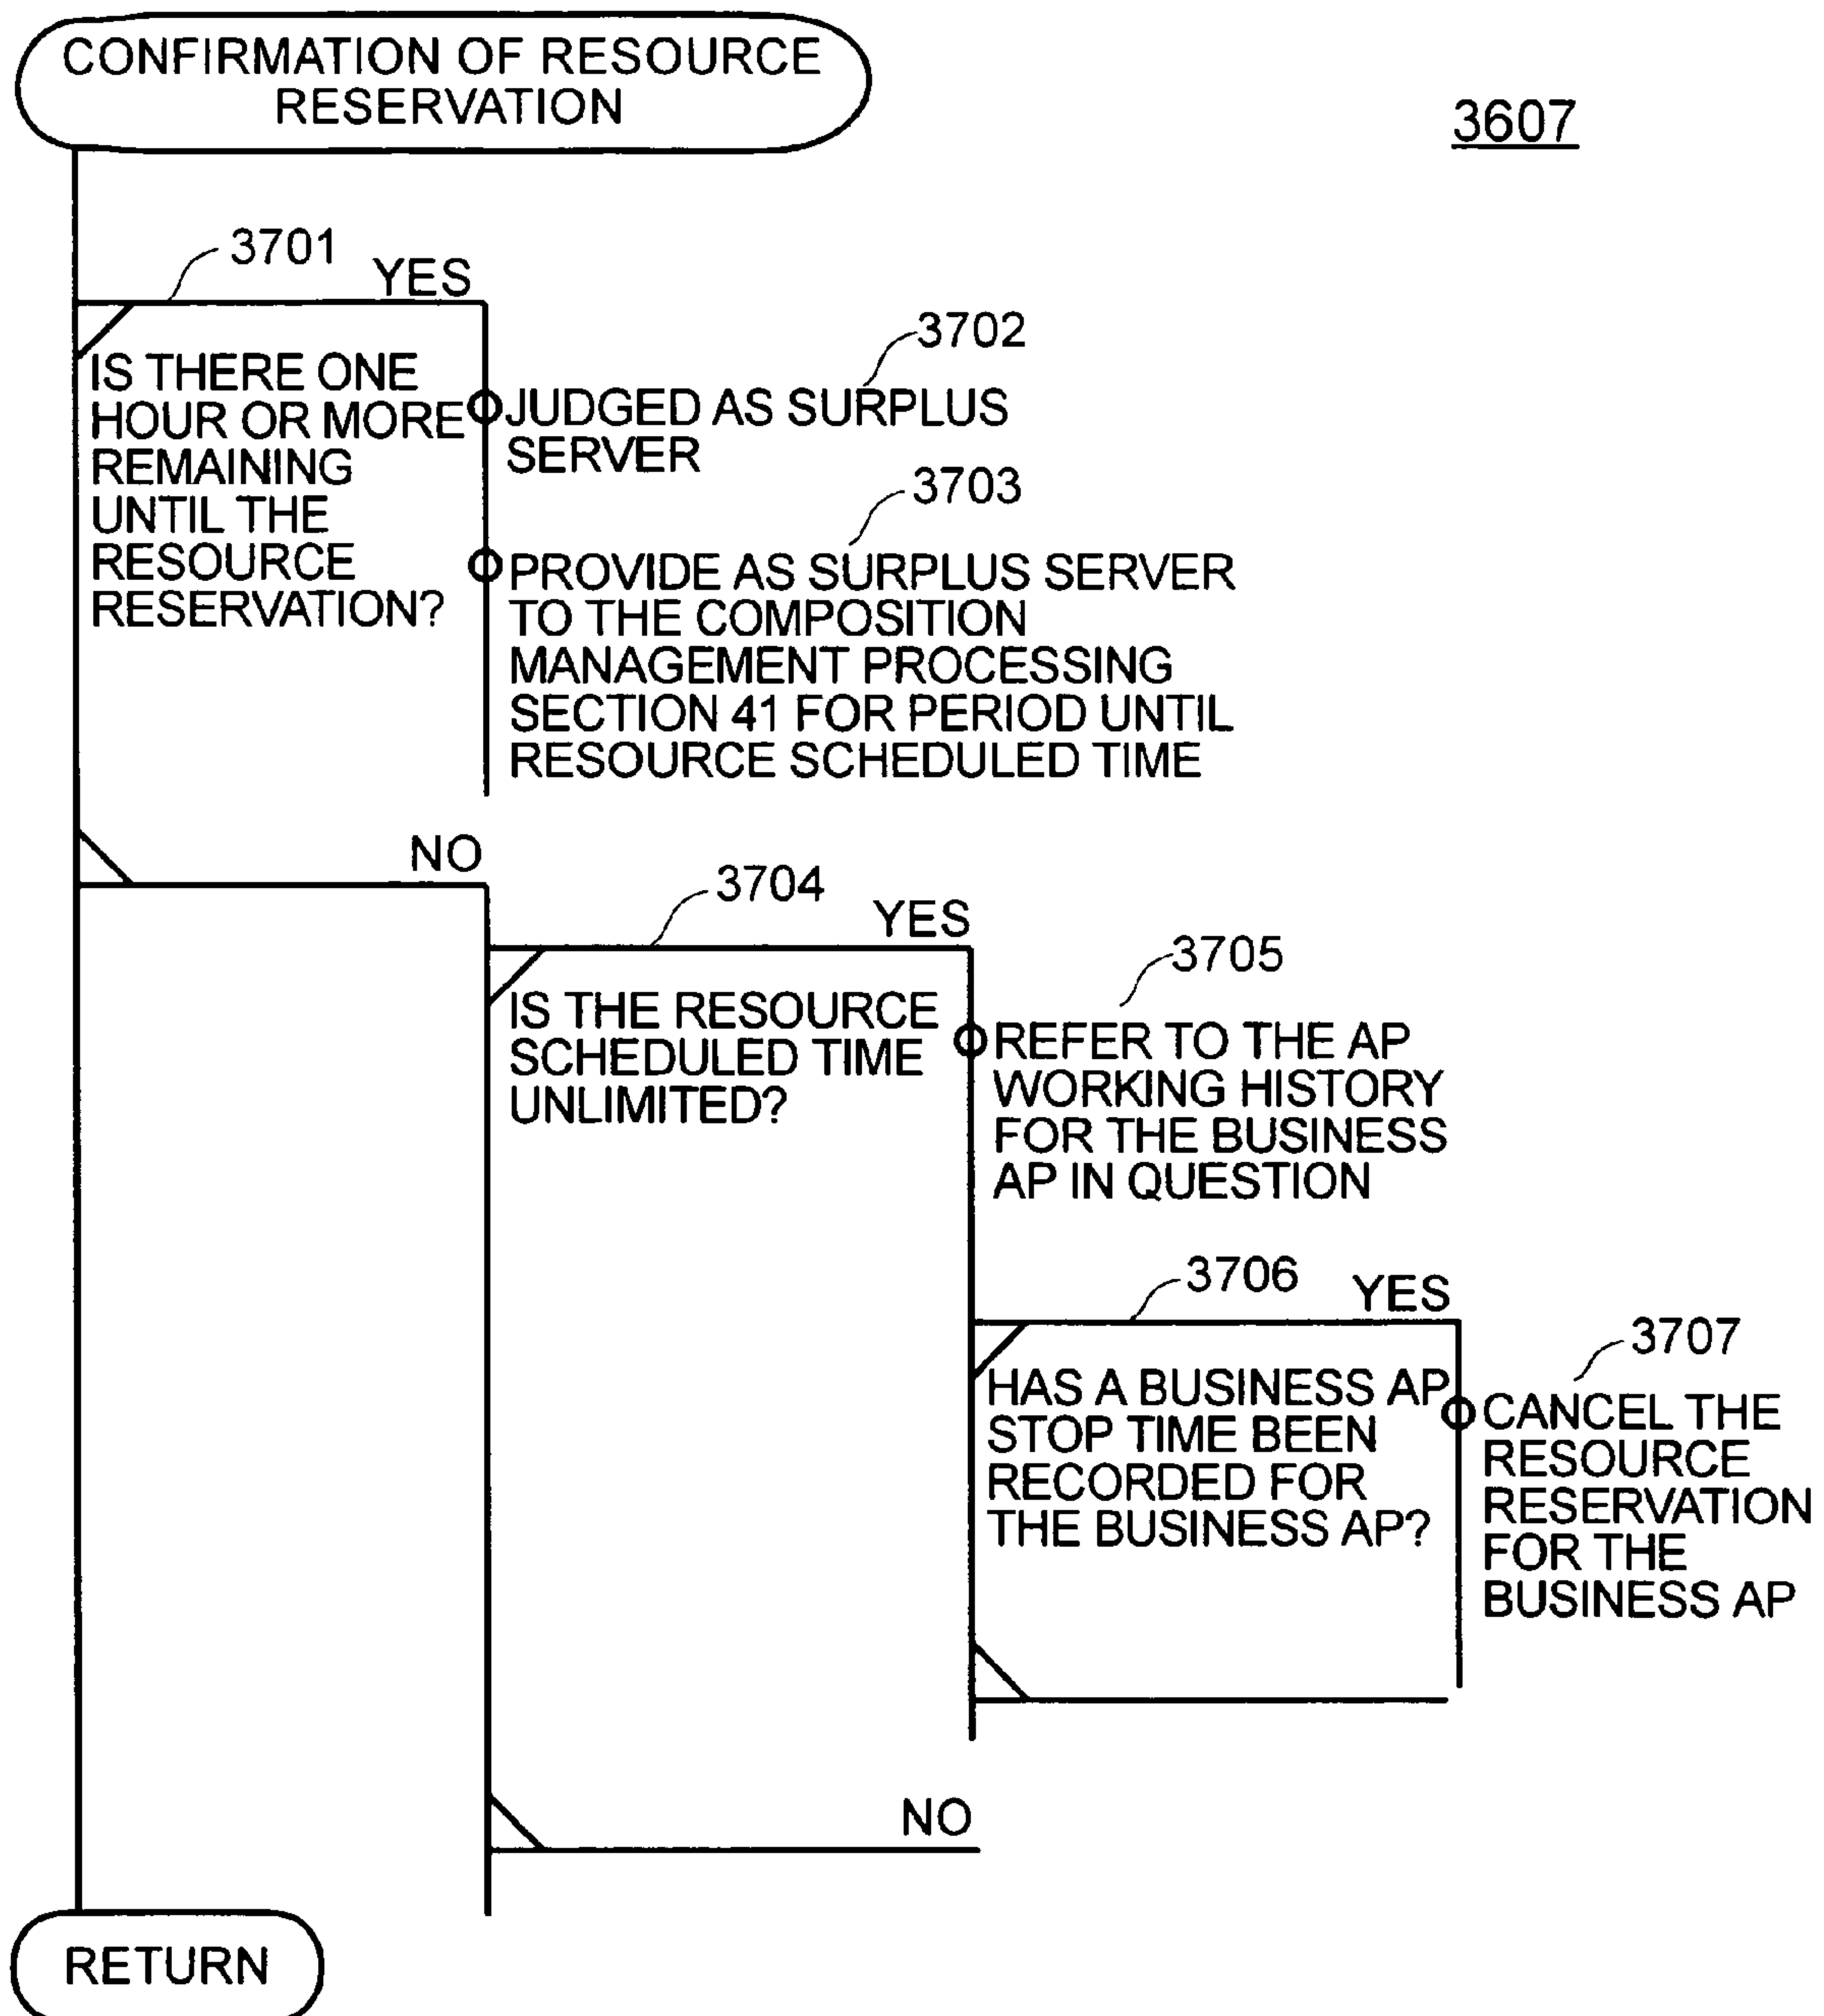 CONFIRMATION OF RESOURCE
RESERVATION
3607
3701
YES
IS THERE ONE
HOUR OR MORE
REMAINING
UNTIL THE
RESOURCE
RESERVATION?
3702
JUDGED AS SURPLUS
SERVER
3703
PROVIDE AS SURPLUS SERVER
TO THE COMPOSITION
MANAGEMENT PROCESSING
SECTION 41 FOR PERIOD UNTIL
RESOURCE SCHEDULED TIME
NO
3704
YES
IS THE RESOURCE
SCHEDULED TIME
UNLIMITED?
3705
REFER TO THE AP
WORKING HISTORY
FOR THE BUSINESS
AP IN QUESTION
3706
YES
HAS A BUSINESS AP
STOP TIME BEEN
RECORDED FOR
THE BUSINESS AP?
3707
CANCEL THE
RESOURCE
RESERVATION
FOR THE
BUSINESS AP
NO
RETURN